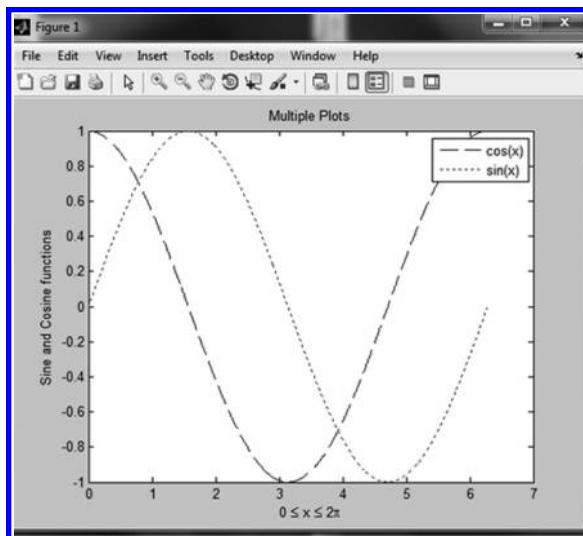 Figure 1
File Edit View Insert Tools Desktop Window Help
Multiple Plots
cos(x)
sin(x)
Sine and Cosine functions
1
0.8
0.6
0.4
0.2
0
-0.2
-0.4
-0.6
-0.8
-1
0 1 2 3 4 5 6 7
0 ≤ x ≤ 2π